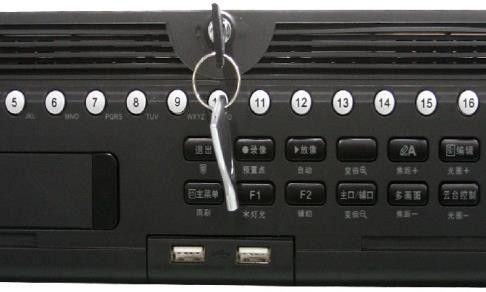 5 6 7 8 9 11 12 13 14 15 16
JKL MNO PQRS TUV WXYZ
退出 ●录像 ▶放像 A 编辑
预置点 自动 变倍 焦距+ 光圈+
主菜单 F1 F2 主口/辅口 多画面 云台控制
雨刷 灯光 辅助 变倍 焦距- 光圈-